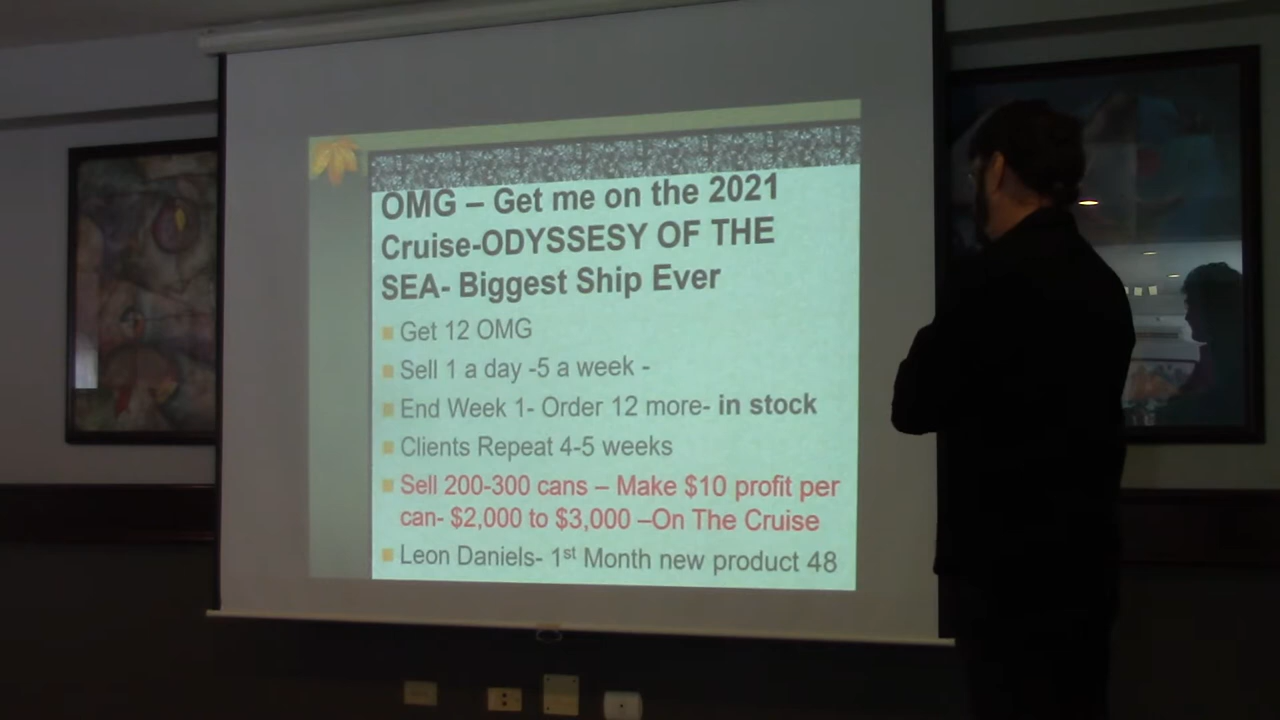 OMG – Get me on the 2021
Cruise-ODYSSESY OF THE
SEA- Biggest Ship Ever
Get 12 OMG
Sell 1 a day -5 a week -
End Week 1- Order 12 more- in stock
Clients Repeat 4-5 weeks
Sell 200-300 cans – Make $10 profit per
can- $2,000 to $3,000 –On The Cruise
Leon Daniels- 1st Month new product 48